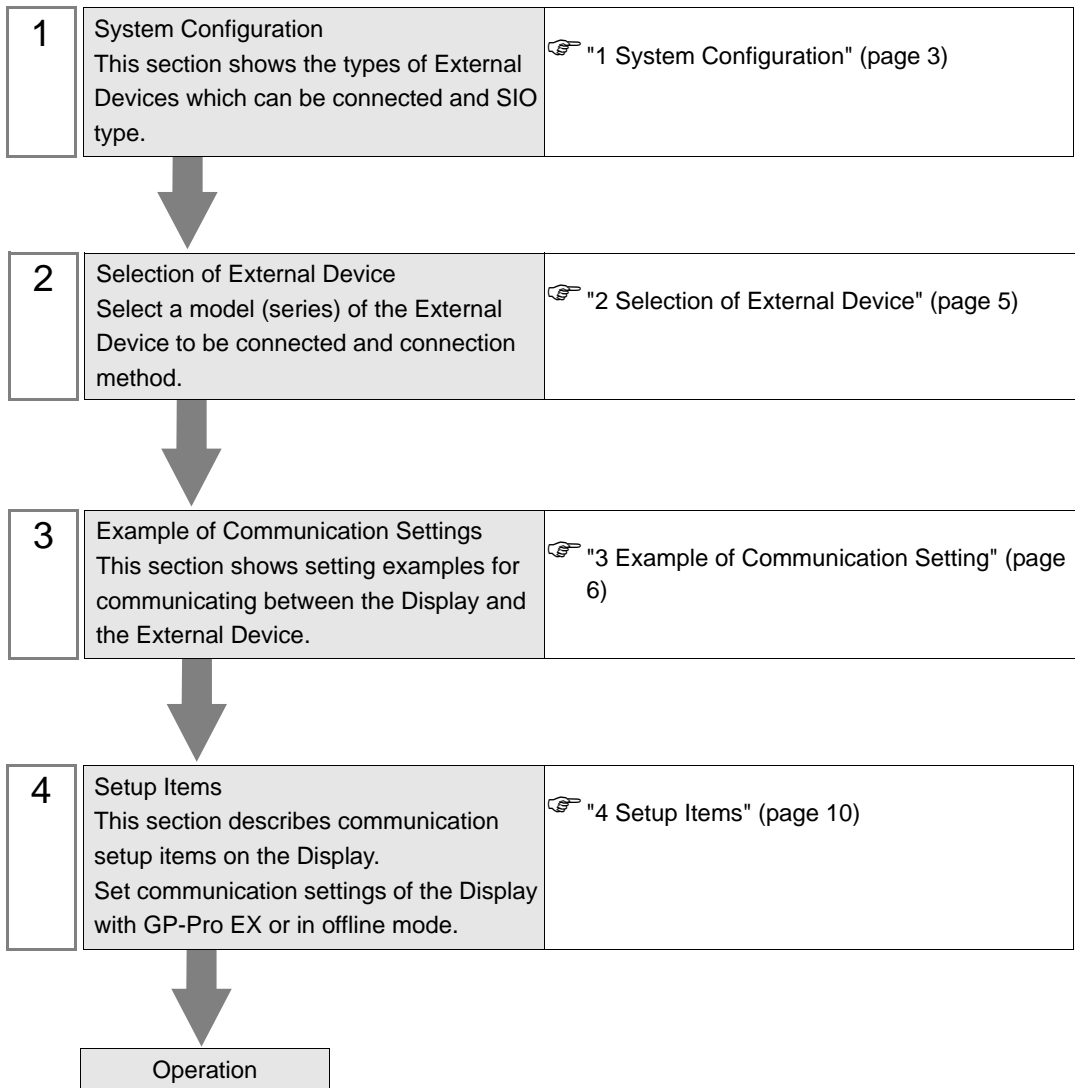 1
System Configuration
This section shows the types of External
Devices which can be connected and SIO
type.
"1 System Configuration" (page 3)
2
Selection of External Device
Select a model (series) of the External
Device to be connected and connection
method.
"2 Selection of External Device" (page 5)
3
Example of Communication Settings
This section shows setting examples for
communicating between the Display and
the External Device.
"3 Example of Communication Setting" (page
6)
4
Setup Items
This section describes communication
setup items on the Display.
Set communication settings of the Display
with GP-Pro EX or in offline mode.
"4 Setup Items" (page 10)
Operation